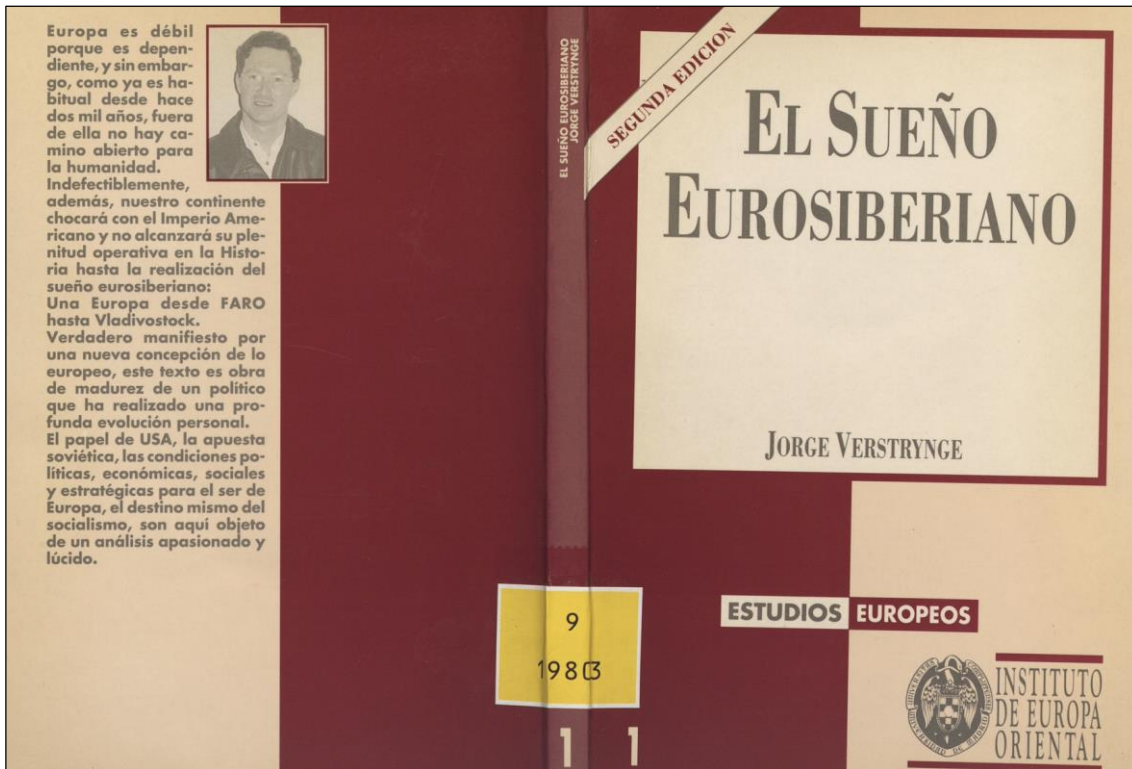 Europa es débil
porque es depen-
diente, y sin embar-
go, como ya es ha-
bitual desde hace
dos mil años, fuera
de ella no hay ca-
mino abierto para
la humanidad.
Indefectiblemente,
además, nuestro continente
chocará con el Imperio Ame-
ricano y no alcanzará su ple-
nitud operativa en la Histo-
ria hasta la realización del
sueño eurosiberiano:
Una Europa desde FARO
hasta Vladivostock.
Verdadero manifiesto por
una nueva concepción de lo
europeo, este texto es obra
de madurez de un político
que ha realizado una pro-
funda evolución personal.
El papel de USA, la apuesta
soviética, las condiciones po-
líticas, económicas, sociales
y estratégicas para el ser de
Europa, el destino mismo del
socialismo, son aquí objeto
de un análisis apasionado y
lúcido.
EL SUEÑO EUROSIBERIANO
JORGE VERSTRYNGE
9
1
SEGUNDA EDICION
EL SUEÑO
EUROSIBERIANO
JORGE VERSTRYNGE
ESTUDIOS EUROPEOS
1
INSTITUTO
DE EUROPA
ORIENTAL